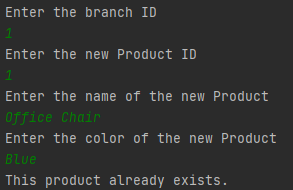 Enter the branch ID
1
Enter the new Product ID
1
Enter the name of the new Product
Office Chair
Enter the color of the new Product
Blue
This product already exists.